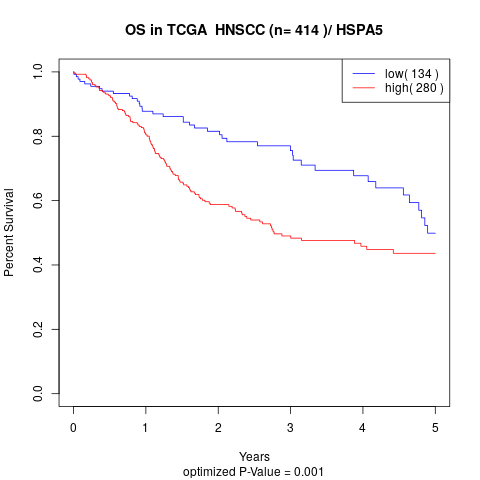 OS in TCGA  HNSCC (n= 414 )/ HSPA5
low( 134 )
high( 280 )
Percent Survival
1.0
0.8
0.6
0.4
0.2
0.0
0 1 2 3 4 5
Years
optimized P-Value = 0.001